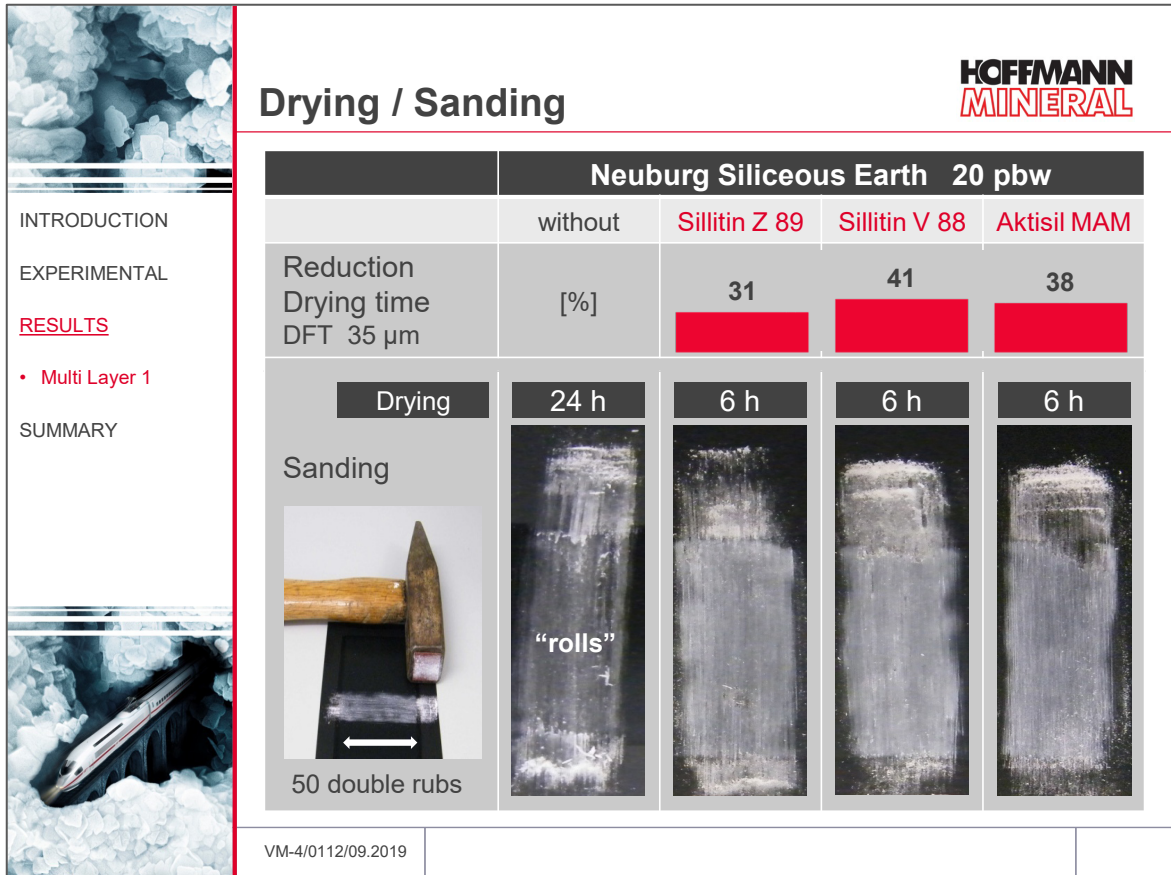 HOFFMANN
MINERAL
Drying / Sanding
INTRODUCTION
EXPERIMENTAL
RESULTS
• Multi Layer 1
SUMMARY
Neuburg Siliceous Earth 20 pbw
without Sillitin Z 89 Sillitin V 88 Aktisil MAM
Reduction
Drying time
DFT 35 µm
[%] 31 41 38
Drying 24 h 6 h 6 h 6 h
Sanding
"rolls"
50 double rubs
VM-4/0112/09.2019